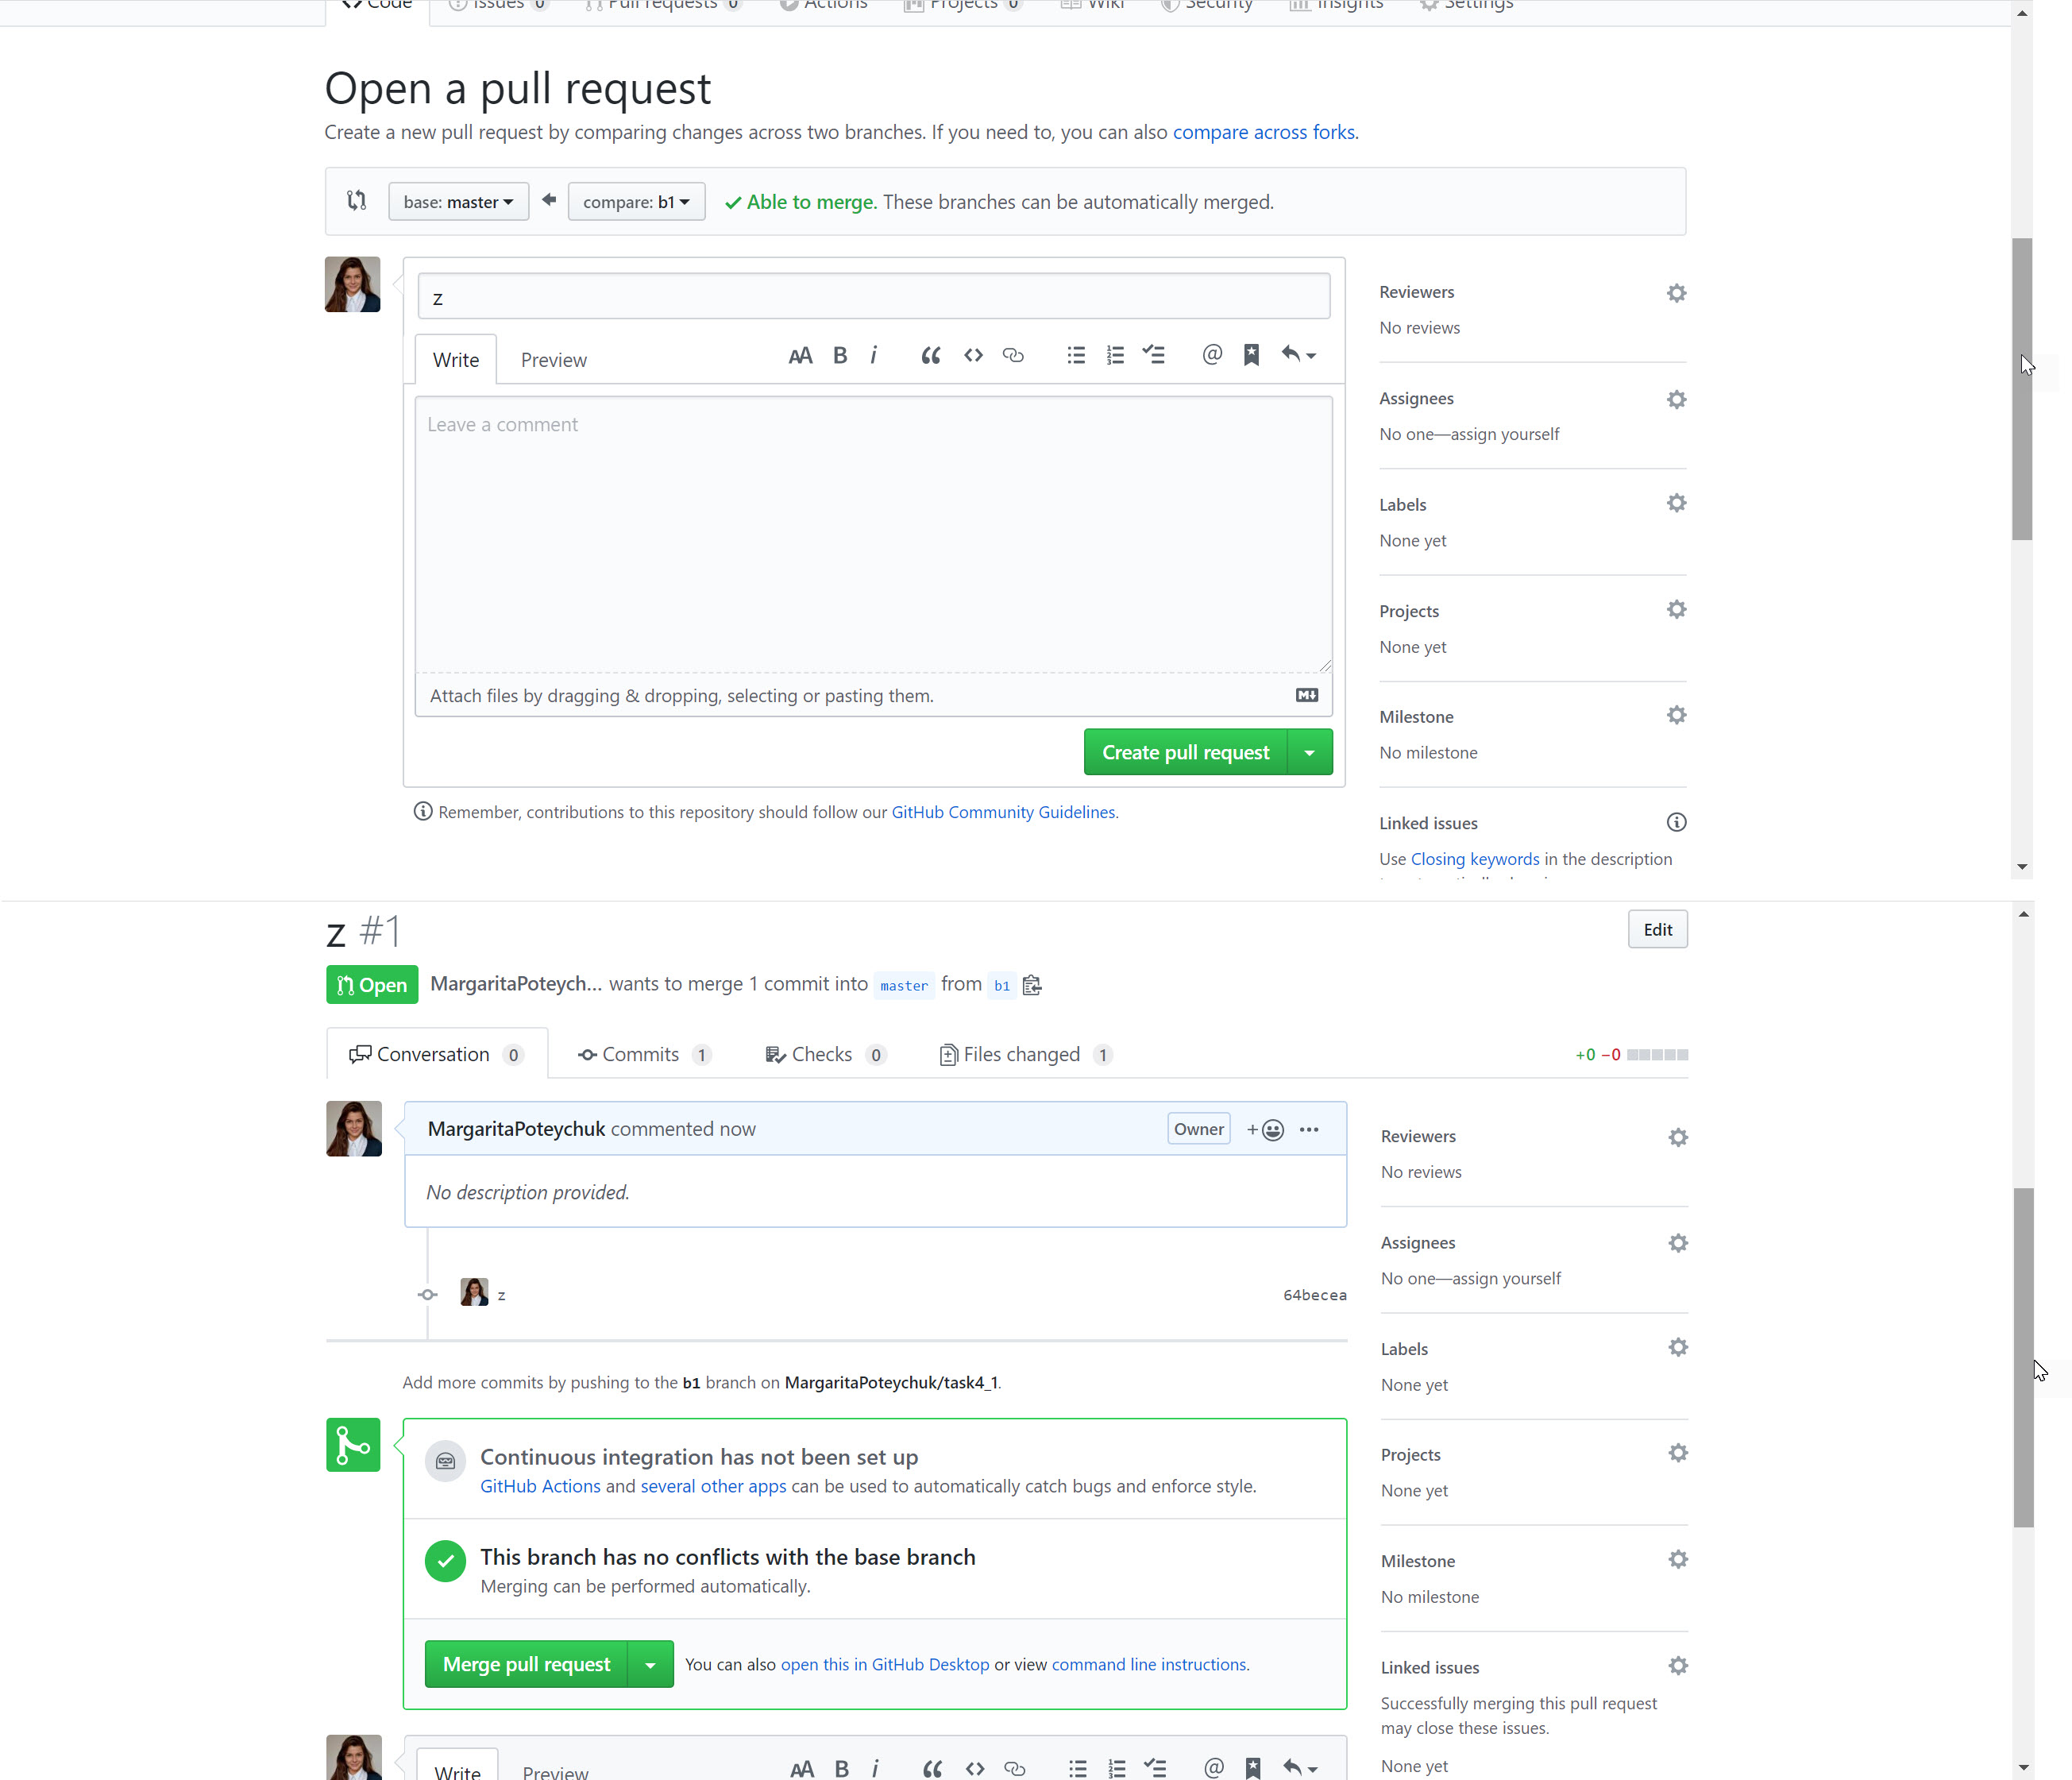 Code Issues 0 Pull requests 0 Actions Projects 0 Wiki Security Insights Settings
Open a pull request
Create a new pull request by comparing changes across two branches. If you need to, you can also compare across forks.
base: master compare: b1 Able to merge. These branches can be automatically merged.
z
Write Preview
Leave a comment
Attach files by dragging & dropping, selecting or pasting them.
Create pull request
Remember, contributions to this repository should follow our GitHub Community Guidelines.
Reviewers
No reviews
Assignees
No one—assign yourself
Labels
None yet
Projects
None yet
Milestone
No milestone
Linked issues
Use Closing keywords in the description
z #1
Edit
Open MargaritaPoteych... wants to merge 1 commit into master from b1
Conversation 0 Commits 1 Checks 0 Files changed 1 +0 −0
MargaritaPoteychuk commented now Owner
No description provided.
z 64becea
Add more commits by pushing to the b1 branch on MargaritaPoteychuk/task4_1.
Continuous integration has not been set up
GitHub Actions and several other apps can be used to automatically catch bugs and enforce style.
This branch has no conflicts with the base branch
Merging can be performed automatically.
Merge pull request You can also open this in GitHub Desktop or view command line instructions.
Write Preview
Reviewers
No reviews
Assignees
No one—assign yourself
Labels
None yet
Projects
None yet
Milestone
No milestone
Linked issues
Successfully merging this pull request
may close these issues.
None yet